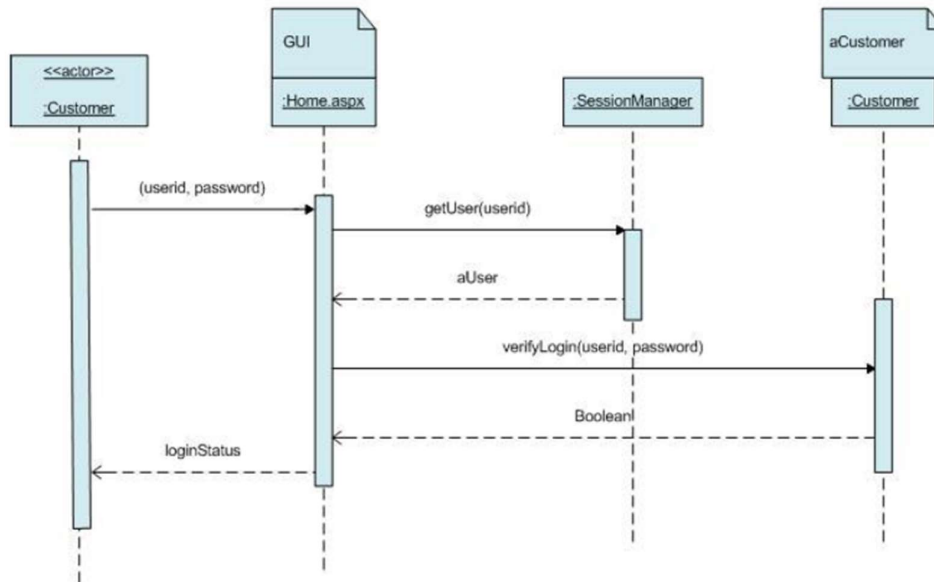 GUI
aCustomer
<<actor>>
:Customer
:Home.aspx
:SessionManager
:Customer
(userid, password)
getUser(userid)
aUser
verifyLogin(userid, password)
Boolean
loginStatus